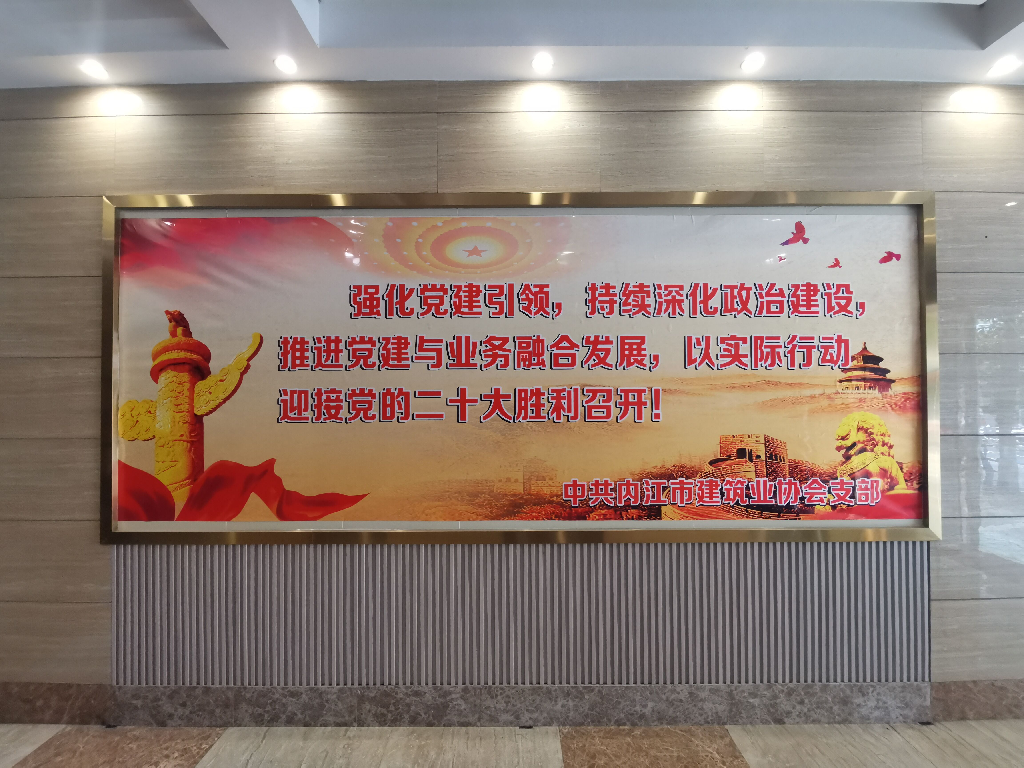 强化党建引领，持续深化政治建设，
推进党建与业务融合发展，以实际行动
迎接党的二十大胜利召开！
中共内江市建筑业协会支部